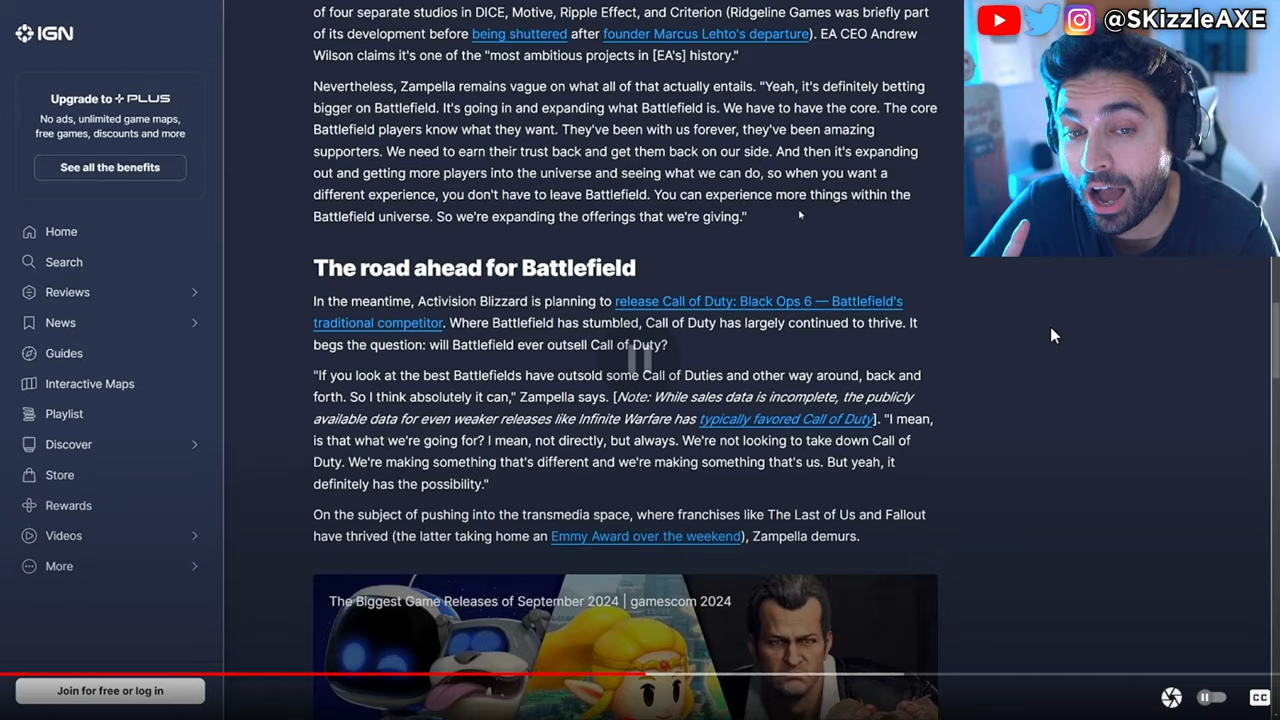 IGN
@SKizzleAXE
Upgrade to PLUS
No ads, unlimited game maps,
free games, discounts and more
See all the benefits
Home
Search
Reviews
News
Guides
Interactive Maps
Playlist
Discover
Store
Rewards
Videos
More
Join for free or log in
of four separate studios in DICE, Motive, Ripple Effect, and Criterion (Ridgeline Games was briefly part
of its development before being shuttered after founder Marcus Lehto's departure). EA CEO Andrew
Wilson claims it's one of the "most ambitious projects in [EA's] history."
Nevertheless, Zampella remains vague on what all of that actually entails. "Yeah, it's definitely betting
bigger on Battlefield. It's going in and expanding what Battlefield is. We have to have the core. The core
Battlefield players know what they want. They've been with us forever, they've been amazing
supporters. We need to earn their trust back and get them back on our side. And then it's expanding
out and getting more players into the universe and seeing what we can do, so when you want a
different experience, you don't have to leave Battlefield. You can experience more things within the
Battlefield universe. So we're expanding the offerings that we're giving."
The road ahead for Battlefield
In the meantime, Activision Blizzard is planning to release Call of Duty: Black Ops 6 — Battlefield's
traditional competitor. Where Battlefield has stumbled, Call of Duty has largely continued to thrive. It
begs the question: will Battlefield ever outsell Call of Duty?
"If you look at the best Battlefields have outsold some Call of Duties and other way around, back and
forth. So I think absolutely it can," Zampella says. [Note: While sales data is incomplete, the publicly
available data for even weaker releases like Infinite Warfare has typically favored Call of Duty]. "I mean,
is that what we're going for? I mean, not directly, but always. We're not looking to take down Call of
Duty. We're making something that's different and we're making something that's us. But yeah, it
definitely has the possibility."
On the subject of pushing into the transmedia space, where franchises like The Last of Us and Fallout
have thrived (the latter taking home an Emmy Award over the weekend), Zampella demurs.
The Biggest Game Releases of September 2024 | gamescom 2024
CC